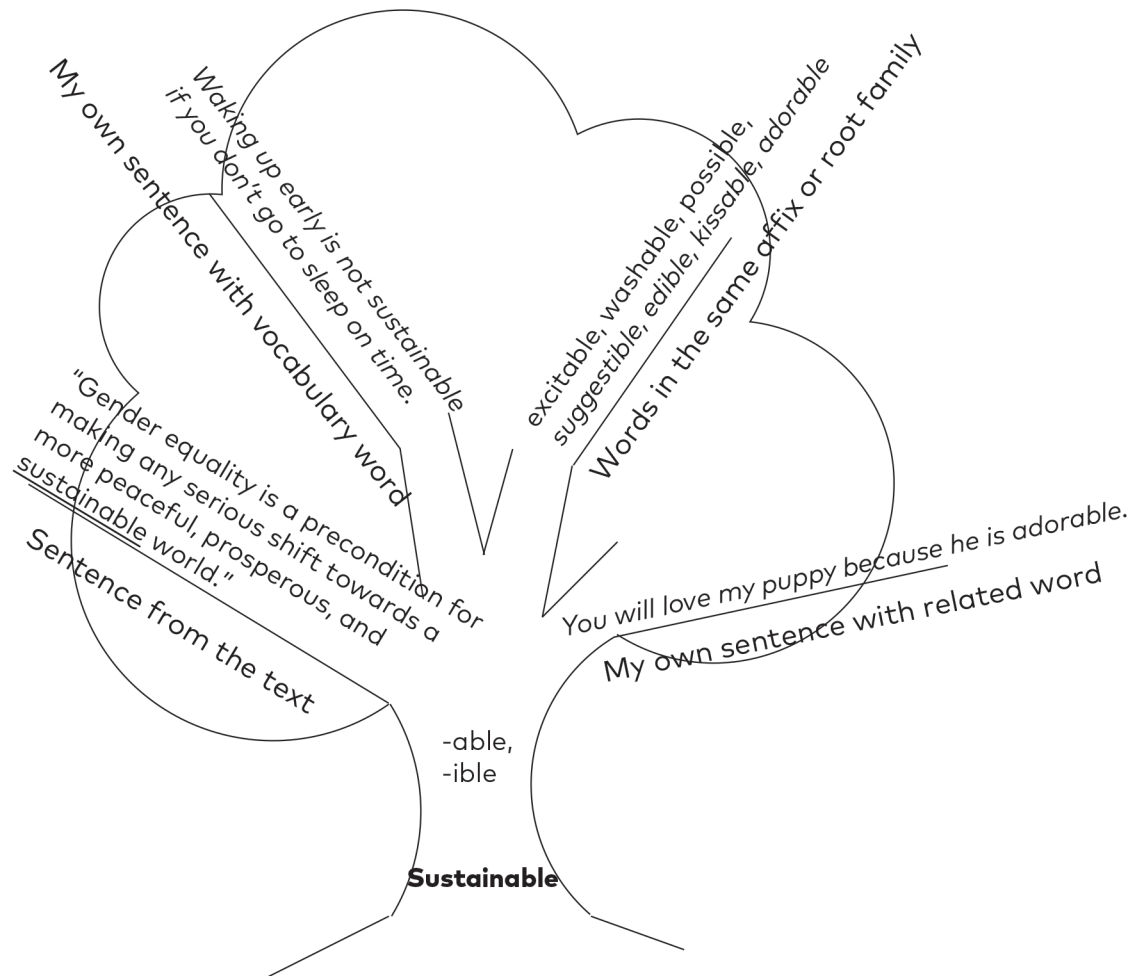 My own sentence with vocabulary word
Waking up early is not sustainable
if you don't go to sleep on time.
excitable, washable, possible,
suggestible, edible, kissable, adorable
Words in the same affix or root family
"Gender equality is a precondition for
making any serious shift towards a
more peaceful, prosperous, and
sustainable world."
Sentence from the text
You will love my puppy because he is adorable.
My own sentence with related word
-able,
-ible
Sustainable